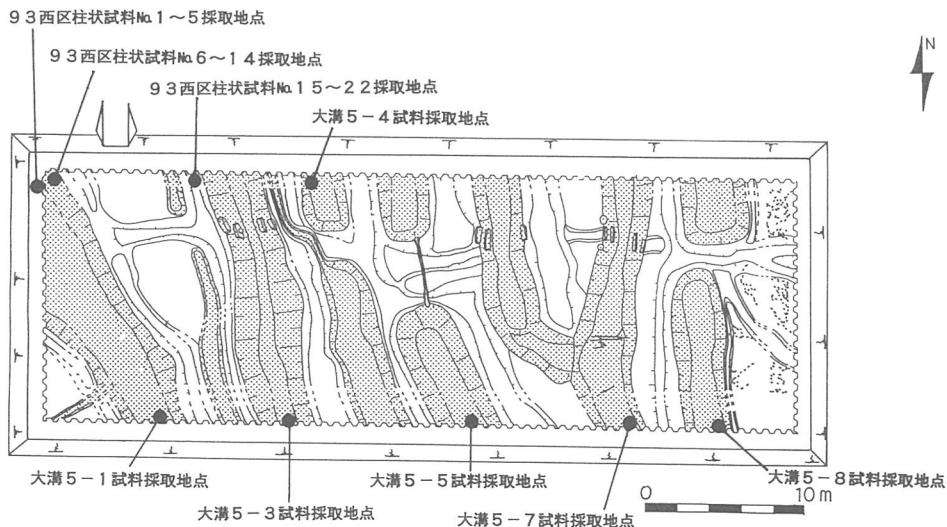 93西区柱状試料№1～5採取地点
N
93西区柱状試料№6～14採取地点
93西区柱状試料№15～22採取地点
大溝5－4試料採取地点
大溝5－1試料採取地点
大溝5－5試料採取地点
大溝5－8試料採取地点
大溝5－3試料採取地点
大溝5－7試料採取地点
0 10m